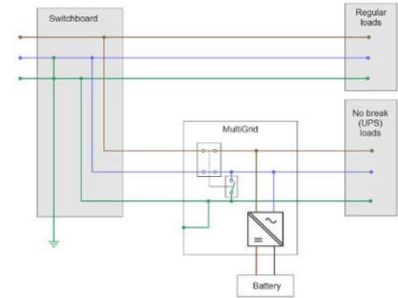 Switchboard
Regular
loads
No break
(UPS)
loads
MultiGrid
Battery